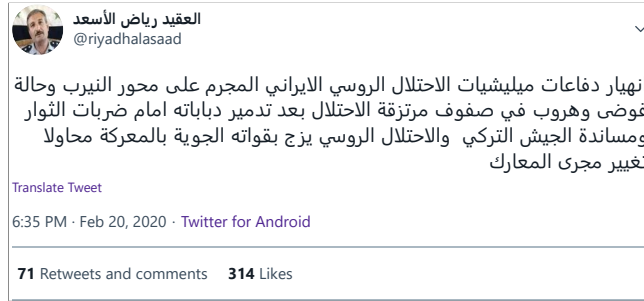 العقيد رياض الأسعد
@riyadhalasaad
نهيار دفاعات ميليشيات الاحتلال الروسي الايراني المجرم على محور النيرب وحالة
فوضى وهروب في صفوف مرتزقة الاحتلال بعد تدمير دباباته امام ضربات الثوار
ومساندة الجيش التركي والاحتلال الروسي يزج بقواته الجوية بالمعركة محاولا
تغيير مجرى المعارك
Translate Tweet
6:35 PM · Feb 20, 2020 · Twitter for Android
71 Retweets and comments 314 Likes